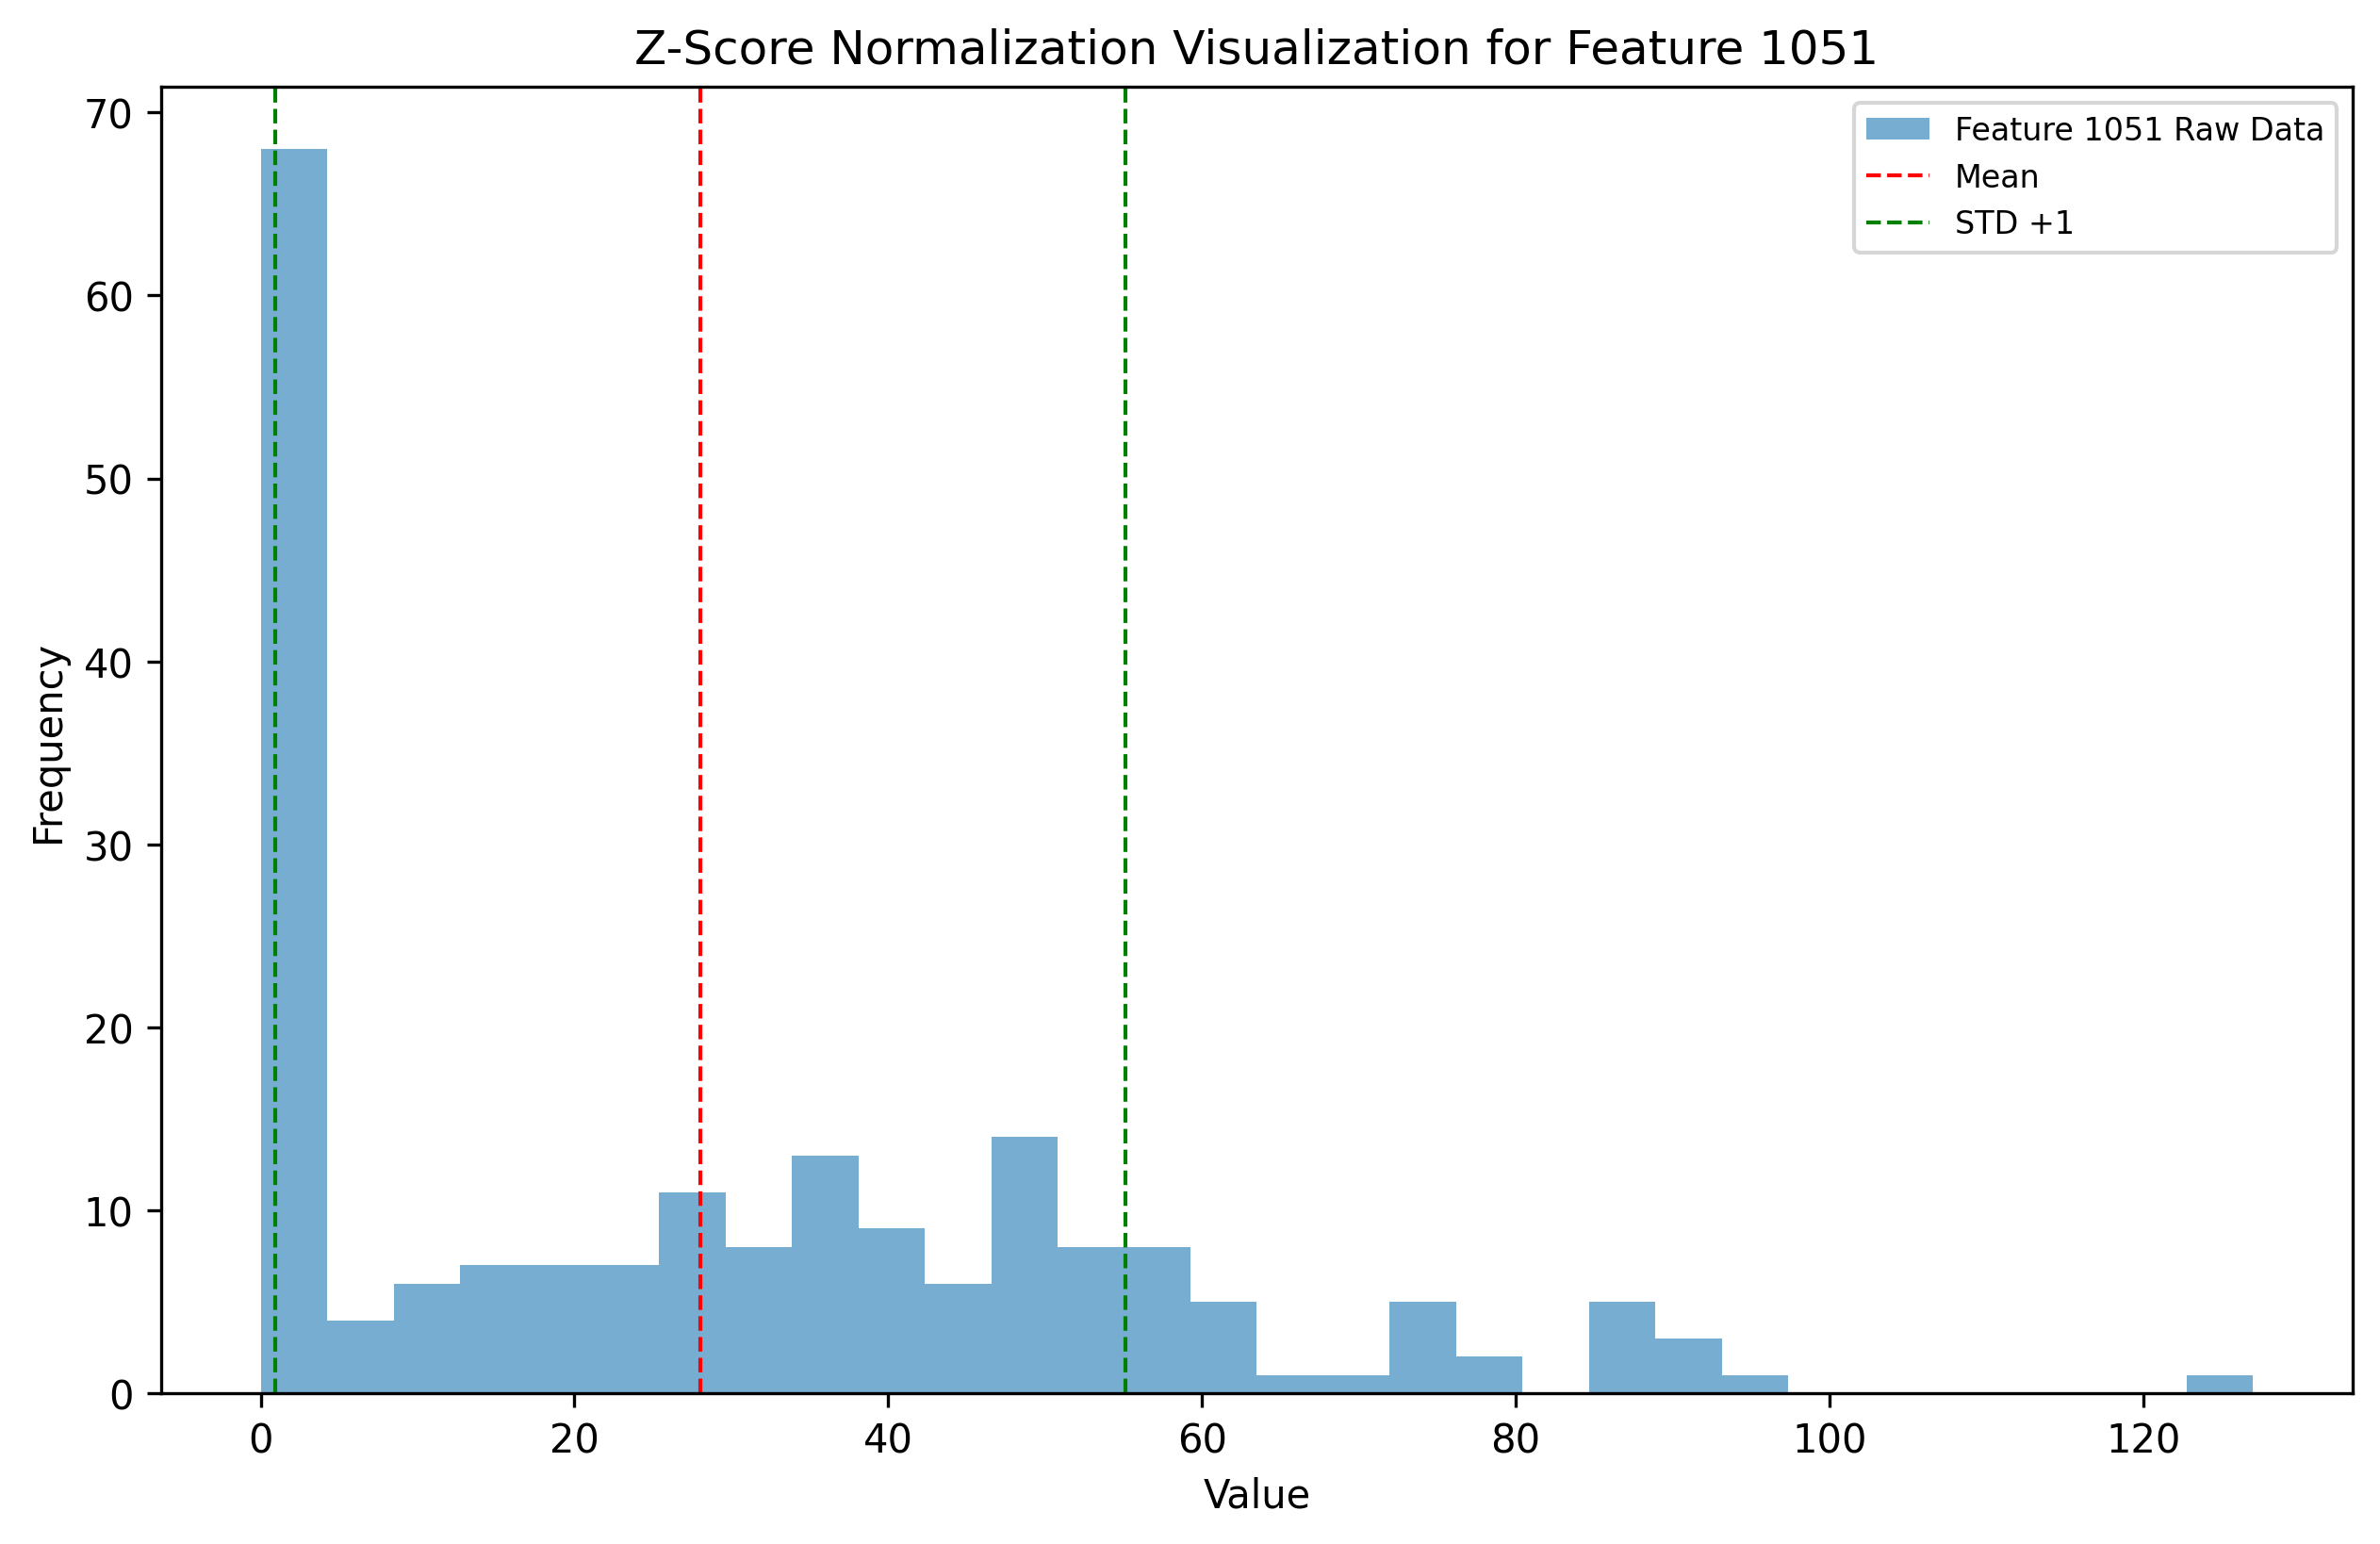 Z-Score Normalization Visualization for Feature 1051
Feature 1051 Raw Data
Mean
STD +1
70
60
50
40
30
20
10
0
Frequency
0 20 40 60 80 100 120
Value